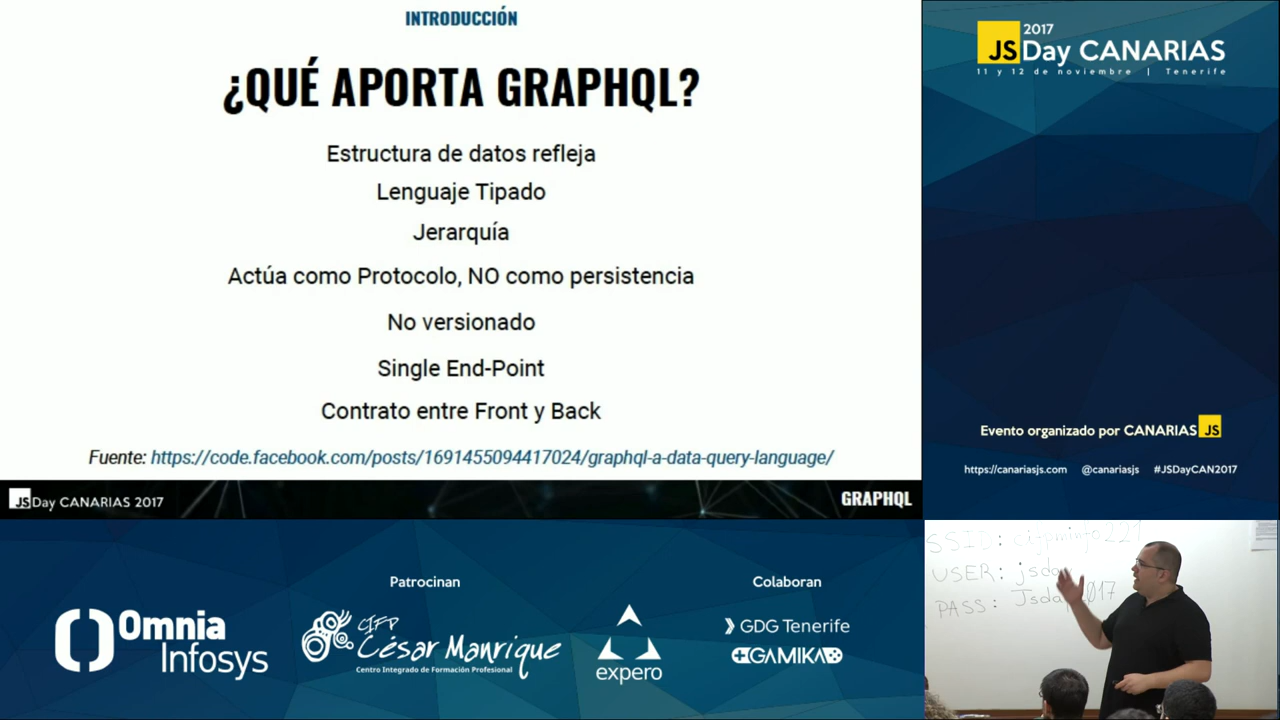 INTRODUCCIÓN
¿QUÉ APORTA GRAPHQL?
Estructura de datos refleja
Lenguaje Tipado
Jerarquía
Actúa como Protocolo, NO como persistencia
No versionado
Single End-Point
Contrato entre Front y Back
Fuente: https://code.facebook.com/posts/1691455094417024/graphql-a-data-query-language/
JSDay CANARIAS 2017
GRAPHQL
2017
JSDay CANARIAS
11 y 12 de noviembre | Tenerife
Evento organizado por CANARIAS JS
https://canariasjs.com @canariasjs #JSDayCAN2017
SSID:
USER: jsday
PASS: Jsday2017
Patrocinan
Omnia
Infosys
CIFP
César Manrique
Centro Integrado de Formación Profesional
expero
Colaboran
GDG Tenerife
GAMIKA